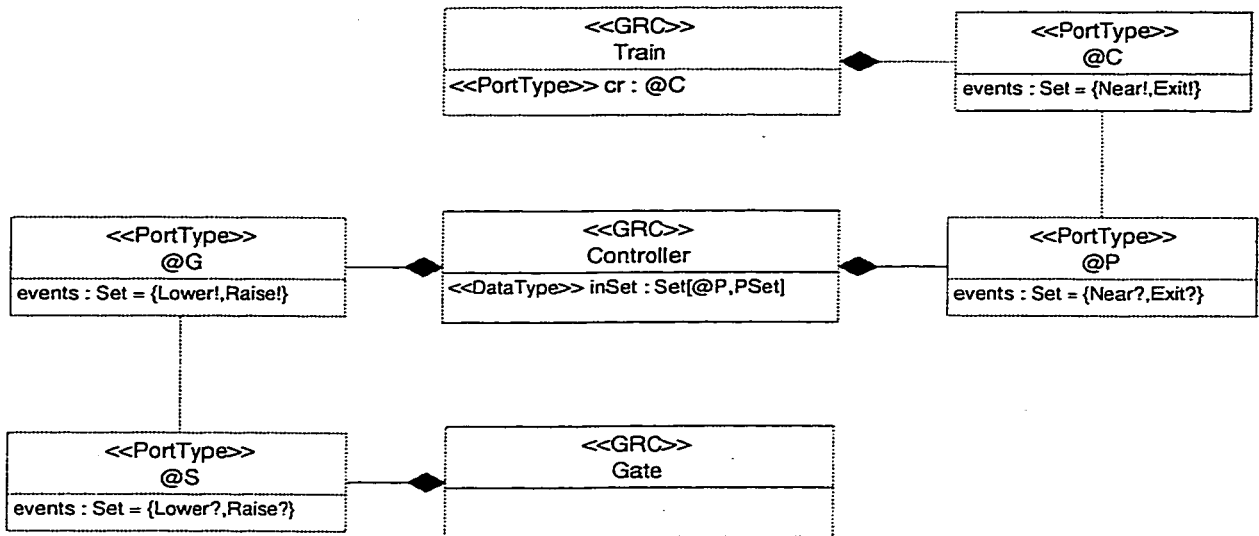 <<GRC>>
Train
<<PortType>> cr : @C
<<PortType>>
@C
events : Set = {Near!,Exit!}
<<PortType>>
@G
events : Set = {Lower!,Raise!}
<<GRC>>
Controller
<<DataType>> inSet : Set[@P,PSet]
<<PortType>>
@P
events : Set = {Near?,Exit?}
<<PortType>>
@S
events : Set = {Lower?,Raise?}
<<GRC>>
Gate